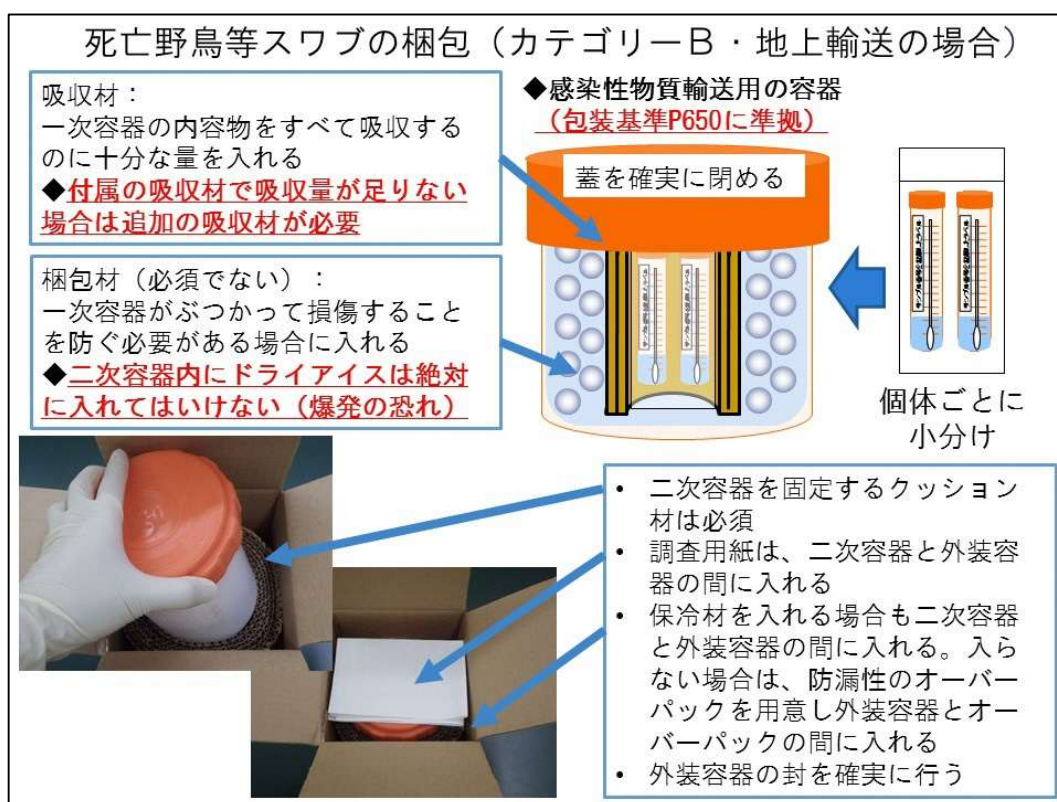 死亡野鳥等スワブの梱包（カテゴリーＢ・地上輸送の場合）
吸収材：
一次容器の内容物をすべて吸収する
のに十分な量を入れる
◆付属の吸収材で吸収量が足りない
場合は追加の吸収材が必要
梱包材（必須でない）：
一次容器がぶつかって損傷すること
を防ぐ必要がある場合に入れる
◆二次容器内にドライアイスは絶対
に入れてはいけない（爆発の恐れ）
◆感染性物質輸送用の容器
（包装基準P650に準拠）
蓋を確実に閉める
個体ごとに
小分け
• 二次容器を固定するクッション
材は必須
• 調査用紙は、二次容器と外装容
器の間に入れる
• 保冷材を入れる場合も二次容器
と外装容器の間に入れる。入ら
ない場合は、防漏性のオーバー
パックを用意し外装容器とオー
バーパックの間に入れる
• 外装容器の封を確実に行う